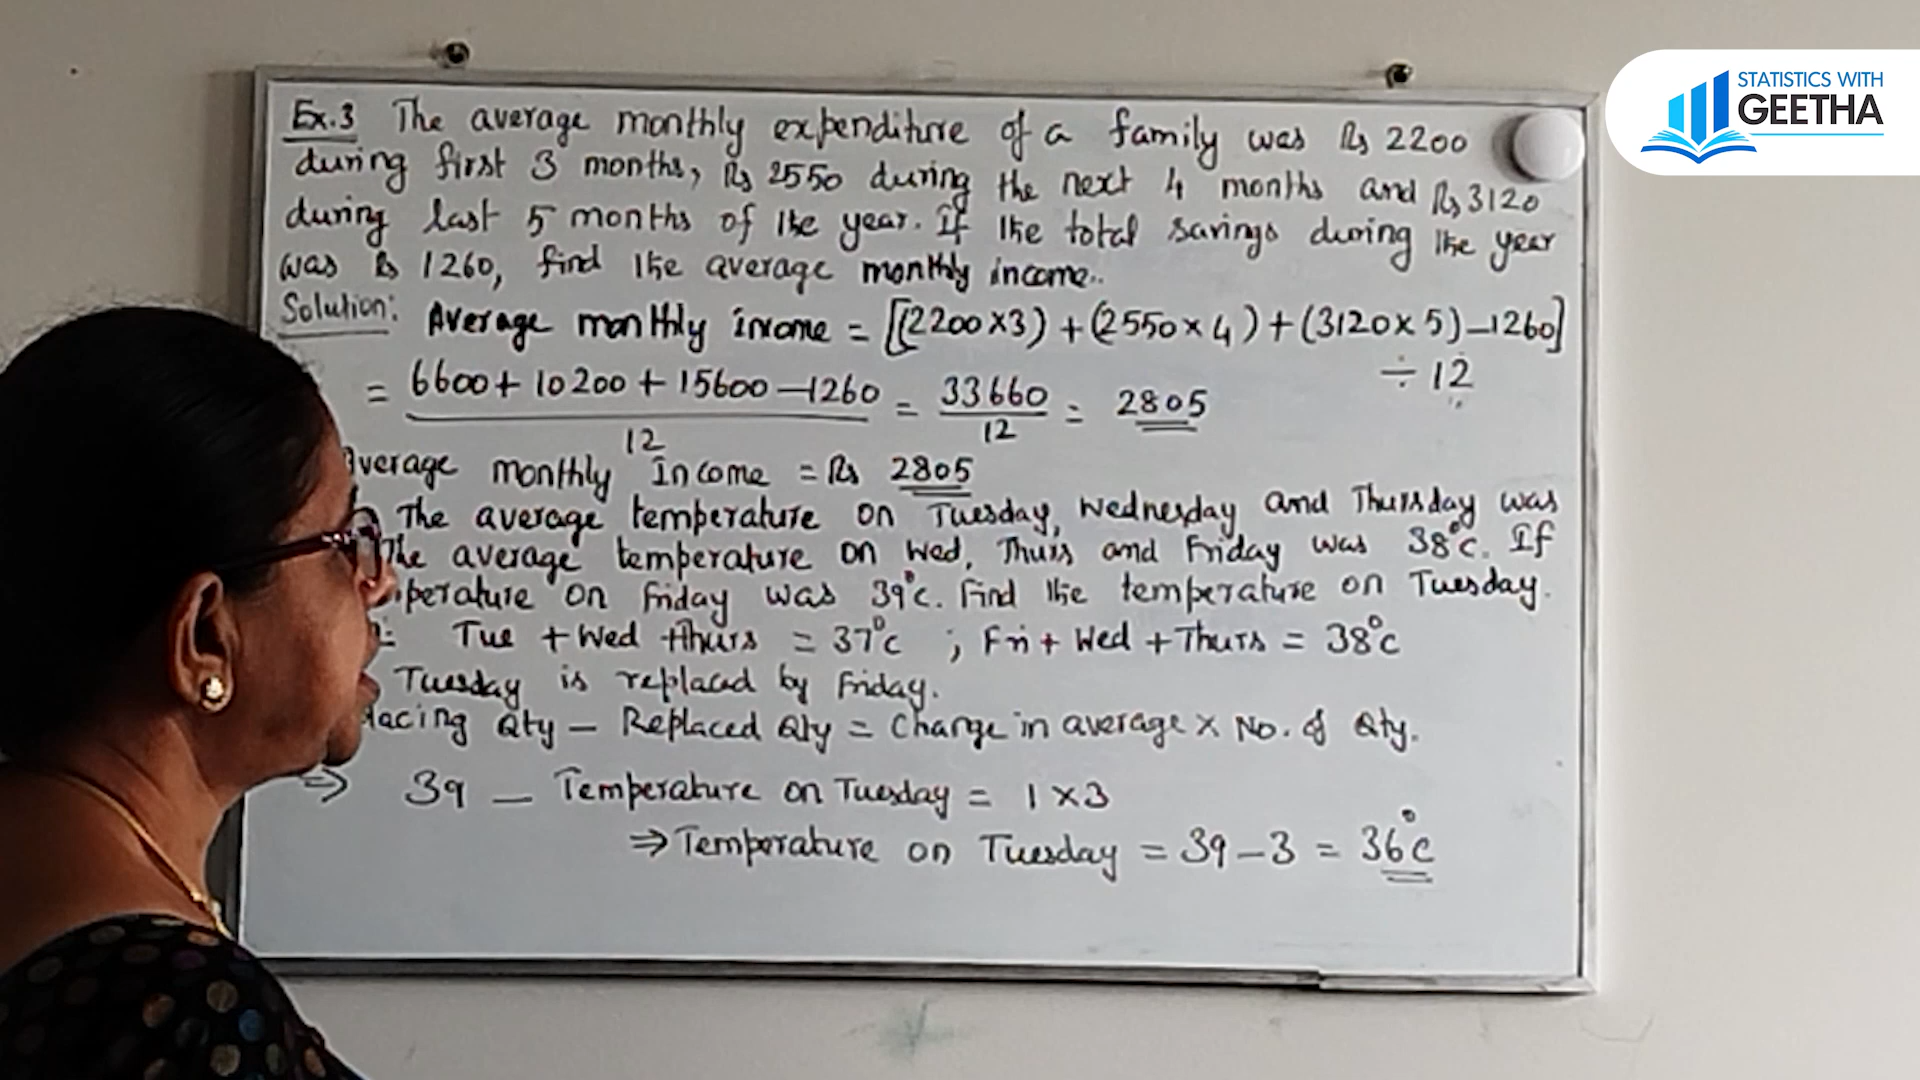 STATISTICS WITH
GEETHA
Ex.3 The average monthly expenditure of a family was Rs 2200
during first 3 months, Rs 2550 during the next 4 months and Rs 3120
during last 5 months of the year. If the total savings during the year
was Rs 1260, find the average monthly income..
Solution: Average monthly income = [(2200×3) + (2550×4) + (3120×5) – 1260]
÷ 12
= 6600 + 10200 + 15600 – 1260 / 12 = 33660 / 12 = 2805
verage monthly Income = Rs 2805
The average temperature on Tuesday, Wednesday and Thursday was
The average temperature on Wed, Thurs and Friday was 38°c. If
perature on Friday was 39°c. Find the temperature on Tuesday.
Tue + Wed + Thurs = 37°c ; Fri + Wed + Thurs = 38°c
Tuesday is replaced by Friday.
lacing Qty – Replaced Qty = Change in average × No. of Qty.
⇒ 39 – Temperature on Tuesday = 1 × 3
⇒ Temperature on Tuesday = 39 – 3 = 36°c